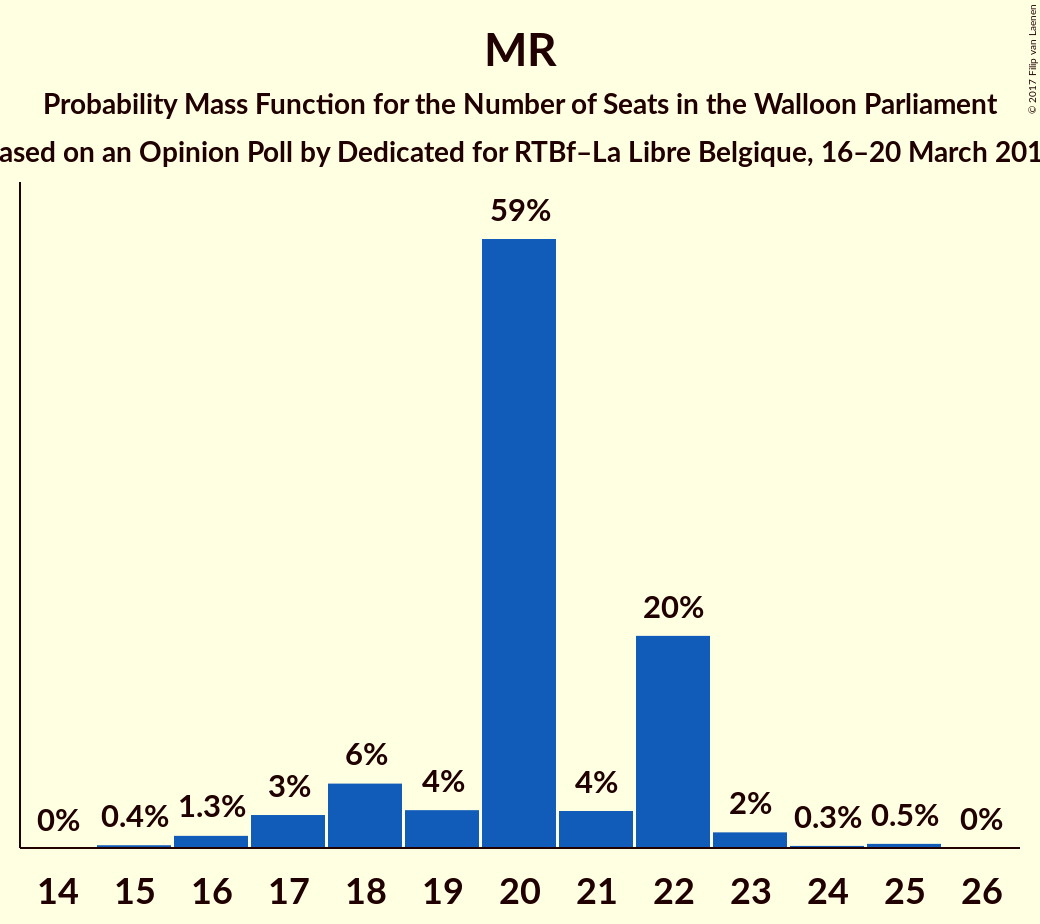 MR
Probability Mass Function for the Number of Seats in the Walloon Parliament
ased on an Opinion Poll by Dedicated for RTBf–La Libre Belgique, 16–20 March 201
© 2017 Filip van Laenen
59%
20%
6%
4%
4%
3%
2%
1.3%
0.4%
0.3%
0.5%
0%
0%
14 15 16 17 18 19 20 21 22 23 24 25 26